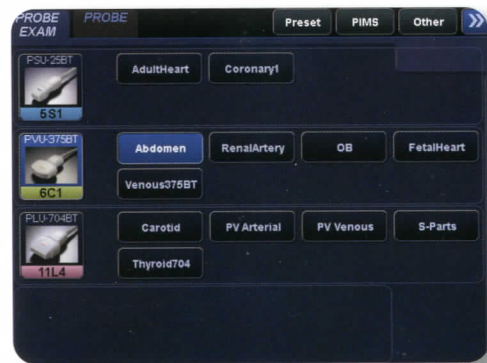 PROBE EXAM
PROBE
Preset
PIMS
Other
PSU-25BT
5S1
AdultHeart
Coronary1
PVU-375BT
6C1
Abdomen
RenalArtery
OB
FetalHeart
Venous375BT
PLU-704BT
11L4
Carotid
PV Arterial
PV Venous
S-Parts
Thyroid704